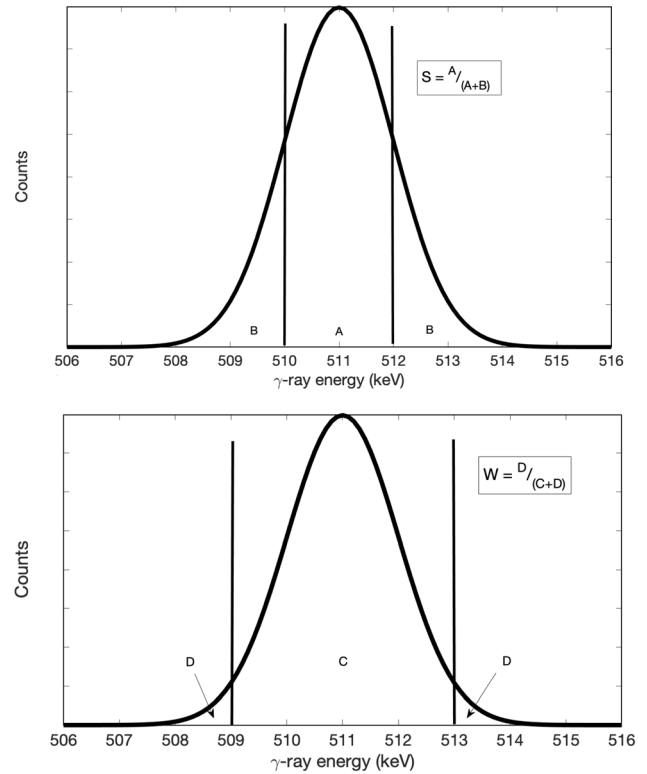 S = A/(A+B)
Counts
B A B
506 507 508 509 510 511 512 513 514 515 516
γ-ray energy (keV)
W = D/(C+D)
Counts
D C D
506 507 508 509 510 511 512 513 514 515 516
γ-ray energy (keV)